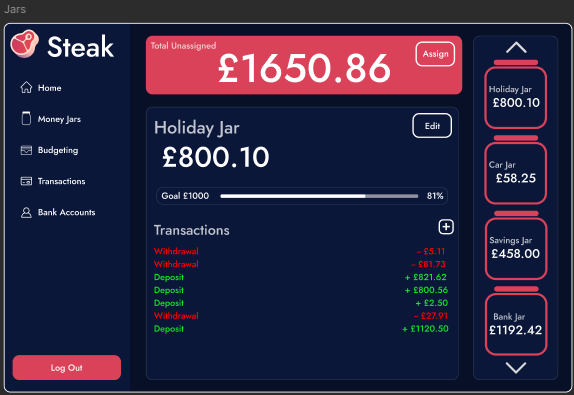 Jars
Steak
Home
Money Jars
Budgeting
Transactions
Bank Accounts
Log Out
Total Unassigned
£1650.86
Assign
Holiday Jar
Edit
£800.10
Goal £1000
81%
Transactions
Withdrawal - £5.11
Withdrawal - £81.73
Deposit + £821.62
Deposit + £800.56
Deposit + £2.50
Withdrawal - £27.91
Deposit + £1120.50
Holiday Jar
£800.10
Car Jar
£58.25
Savings Jar
£458.00
Bank Jar
£1192.42